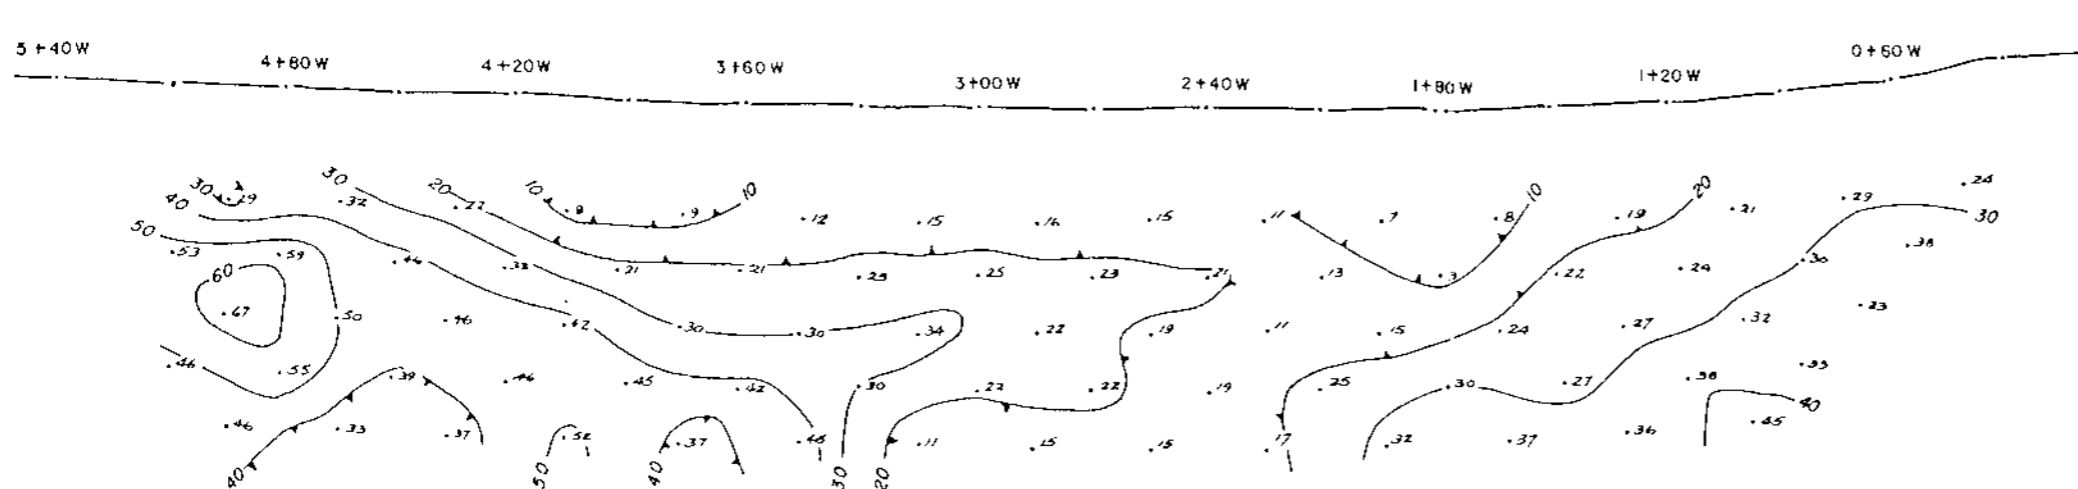 5+40W 4+80W 4+20W 3+60W 3+00W 2+40W 1+80W 1+20W 0+60W
30 .29 30 .32 20 .22 10 .8 .9 10 .12 .15 .16 .15 .11 .7 .8 10 .19 20 .21 .29 .24
40 50 30
.53 .59 .46 .33 .21 .21 .25 .25 .23 .21 .13 .3 .22 .24 .36 .38
60
.67 .50 .46 .42 .30 .30 .34 .22 .19 .11 .15 .24 .27 .32 .23
.46 .55 .39 .46 .45 .42 .30 .22 .22 .19 .25 .30 .27 .38 .35
40
.46 .33 .37 .52 .37 .11 .15 .15 .17 .32 .37 .36 .45
40 50 40 30 20